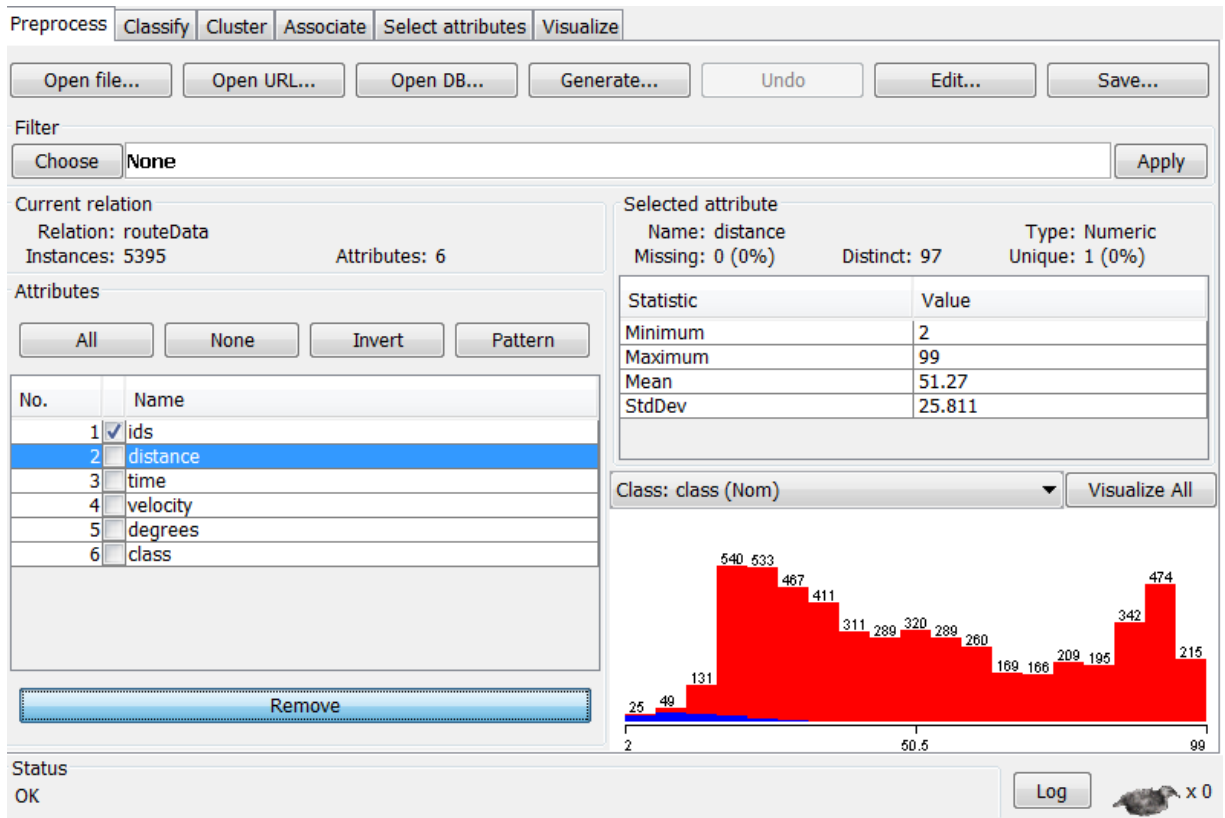 Preprocess Classify Cluster Associate Select attributes Visualize
Open file... Open URL... Open DB... Generate... Undo Edit... Save...
Filter
Choose None Apply
Current relation
Relation: routeData
Instances: 5395 Attributes: 6
Selected attribute
Name: distance Type: Numeric
Missing: 0 (0%) Distinct: 97 Unique: 1 (0%)
Attributes
All None Invert Pattern
No. Name
1 ids
2 distance
3 time
4 velocity
5 degrees
6 class
Remove
Statistic Value
Minimum 2
Maximum 99
Mean 51.27
StdDev 25.811
Class: class (Nom) Visualize All
25 49 131 540 533 467 411 311 289 320 289 260 169 166 209 195 342 474 215
2 50.5 99
Status
OK
Log x 0